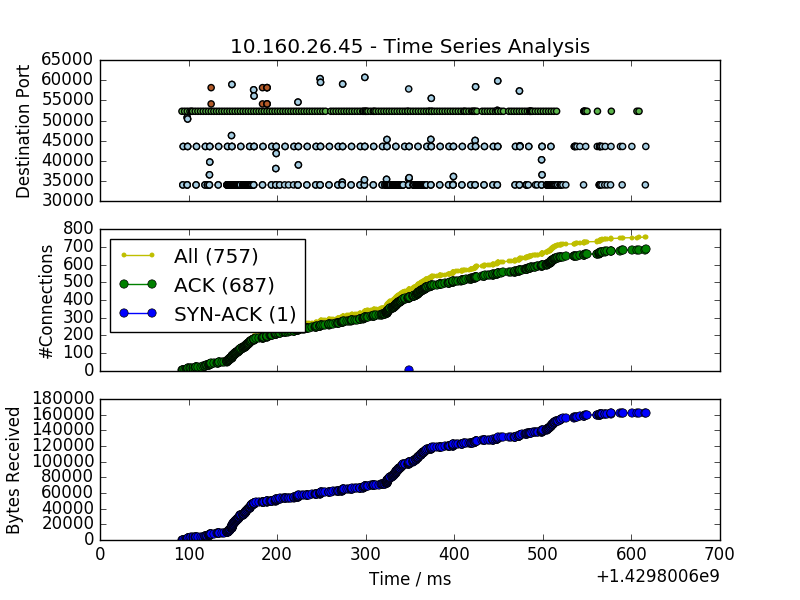 10.160.26.45 - Time Series Analysis
65000
60000
55000
50000
45000
40000
35000
30000
Destination Port
800
700
600
500
400
300
200
100
0
#Connections
All (757)
ACK (687)
SYN-ACK (1)
180000
160000
140000
120000
100000
80000
60000
40000
20000
0
Bytes Received
0 100 200 300 400 500 600 700
Time / ms
+1.4298006e9